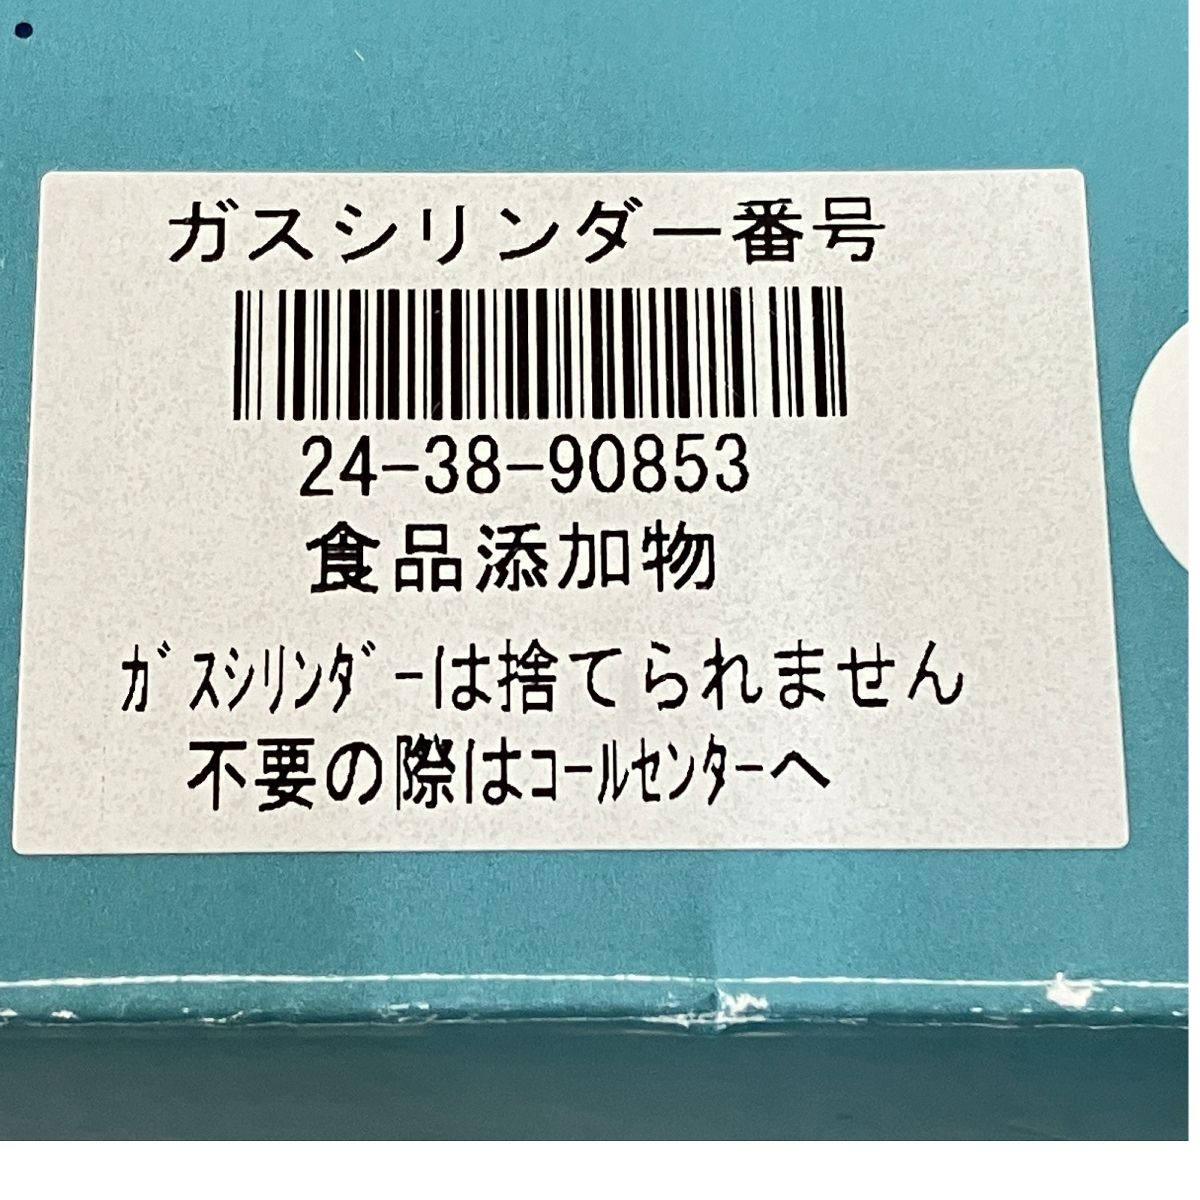 ガスシリンダー番号
24-38-90853
食品添加物
ｶﾞｽｼﾘﾝﾀﾞｰは捨てられません
不要の際はｺｰﾙｾﾝﾀｰへ